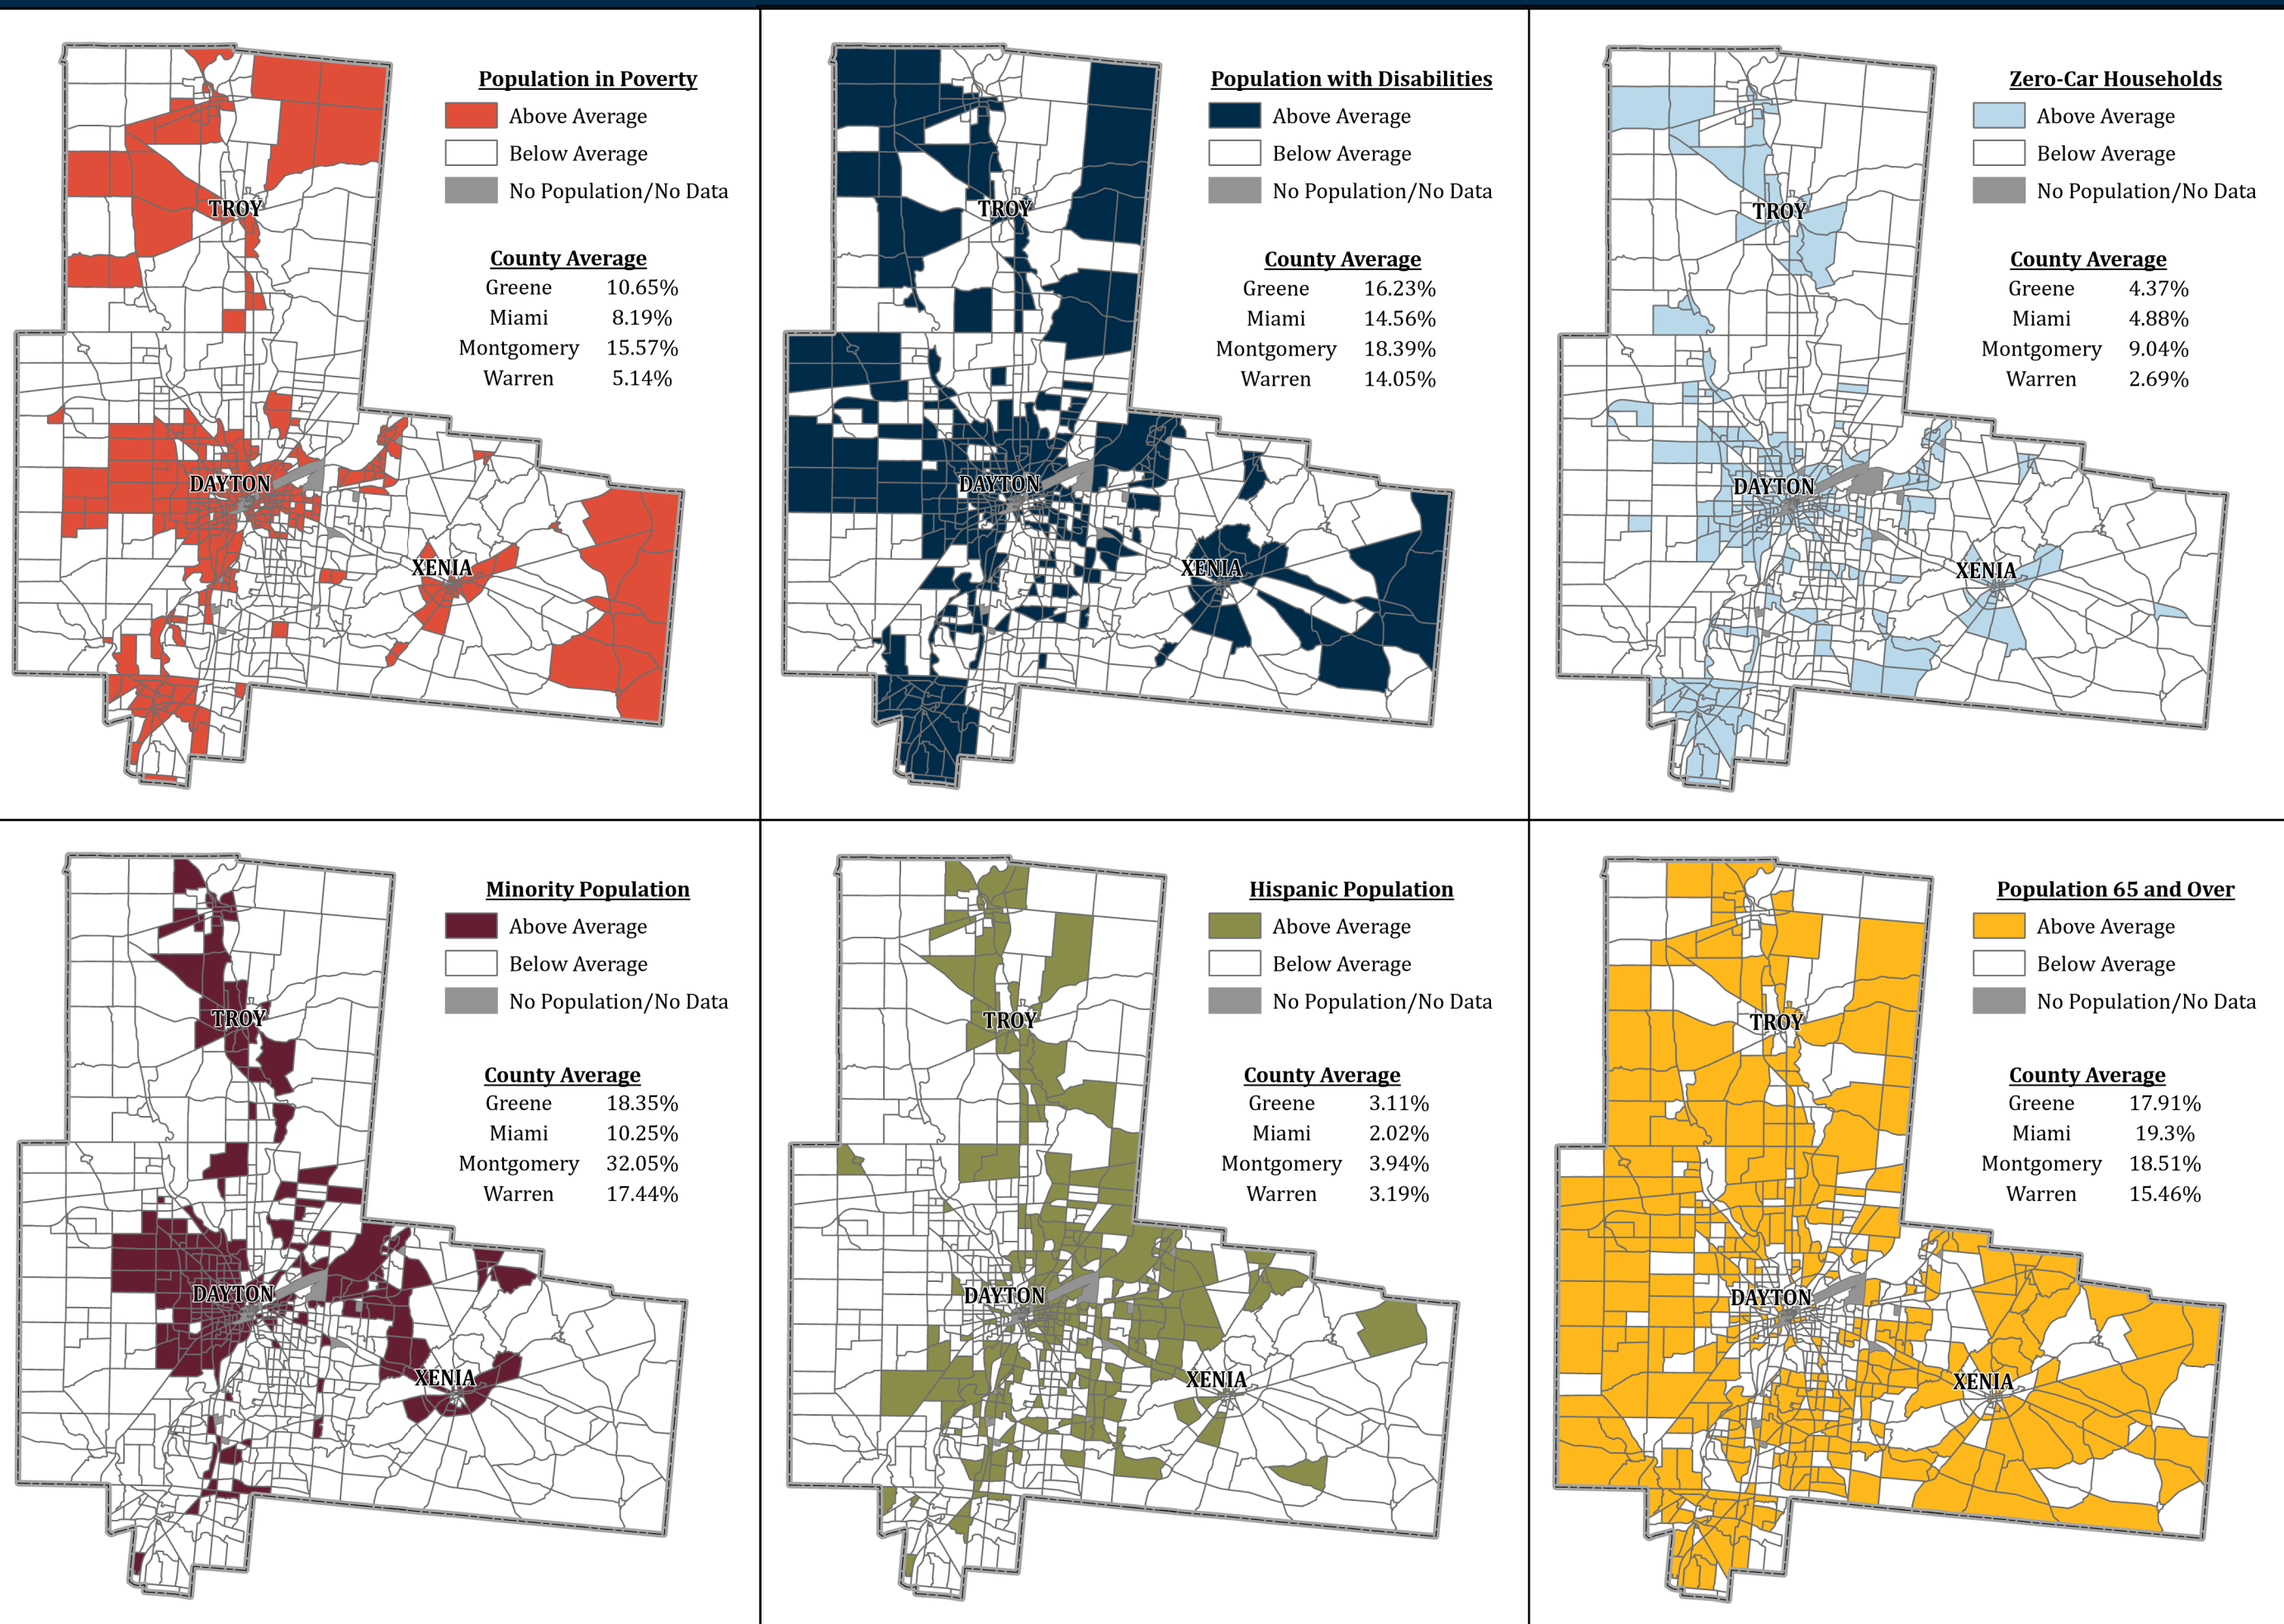 Population in Poverty
Above Average
Below Average
No Population/No Data
TROY
County Average
Greene 10.65%
Miami 8.19%
Montgomery 15.57%
Warren 5.14%
DAYTON
XENIA
Population with Disabilities
Above Average
Below Average
No Population/No Data
TROY
County Average
Greene 16.23%
Miami 14.56%
Montgomery 18.39%
Warren 14.05%
DAYTON
XENIA
Zero-Car Households
Above Average
Below Average
No Population/No Data
TROY
County Average
Greene 4.37%
Miami 4.88%
Montgomery 9.04%
Warren 2.69%
DAYTON
XENIA
Minority Population
Above Average
Below Average
No Population/No Data
TROY
County Average
Greene 18.35%
Miami 10.25%
Montgomery 32.05%
Warren 17.44%
DAYTON
XENIA
Hispanic Population
Above Average
Below Average
No Population/No Data
TROY
County Average
Greene 3.11%
Miami 2.02%
Montgomery 3.94%
Warren 3.19%
DAYTON
XENIA
Population 65 and Over
Above Average
Below Average
No Population/No Data
TROY
County Average
Greene 17.91%
Miami 19.3%
Montgomery 18.51%
Warren 15.46%
DAYTON
XENIA